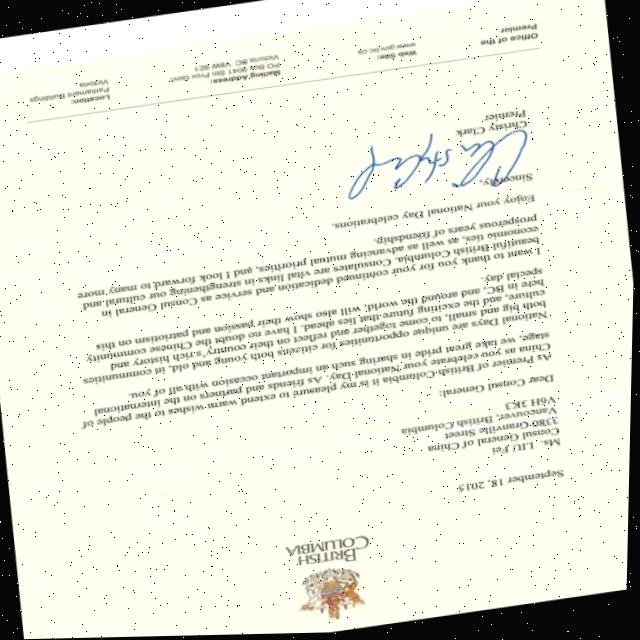 BRITISH
COLUMBIA
September 18, 2015
Ms. LIU Fei
Consul General of China
3380 Granville Street
Vancouver, British Columbia
V6H 3K3
Dear Consul General:
As Premier of British Columbia it is my pleasure to extend warm wishes to the people of
China as you celebrate your National Day. As friends and partners on the international
stage, we take great pride in sharing such an important occasion with all of you.
National Days are unique opportunities for citizens both young and old, in communities
both big and small, to come together and reflect on their country's rich history and
culture, and the exciting future that lies ahead. I have no doubt the Chinese community
here in BC, and around the world, will also show their passion and patriotism on this
special day.
I want to thank you for your continued dedication and service as Consul General in
beautiful British Columbia. Consulates are vital links in strengthening our cultural and
economic ties, as well as advancing mutual priorities, and I look forward to many more
prosperous years of friendship.
Enjoy your National Day celebrations.
Sincerely,
Christy Clark
Premier
Office of the
Premier
Web Site:
www.gov.bc.ca
Mailing Address:
PO Box 9041 Stn Prov Govt
Victoria BC V8W 9E1
Location:
Parliament Buildings
Victoria